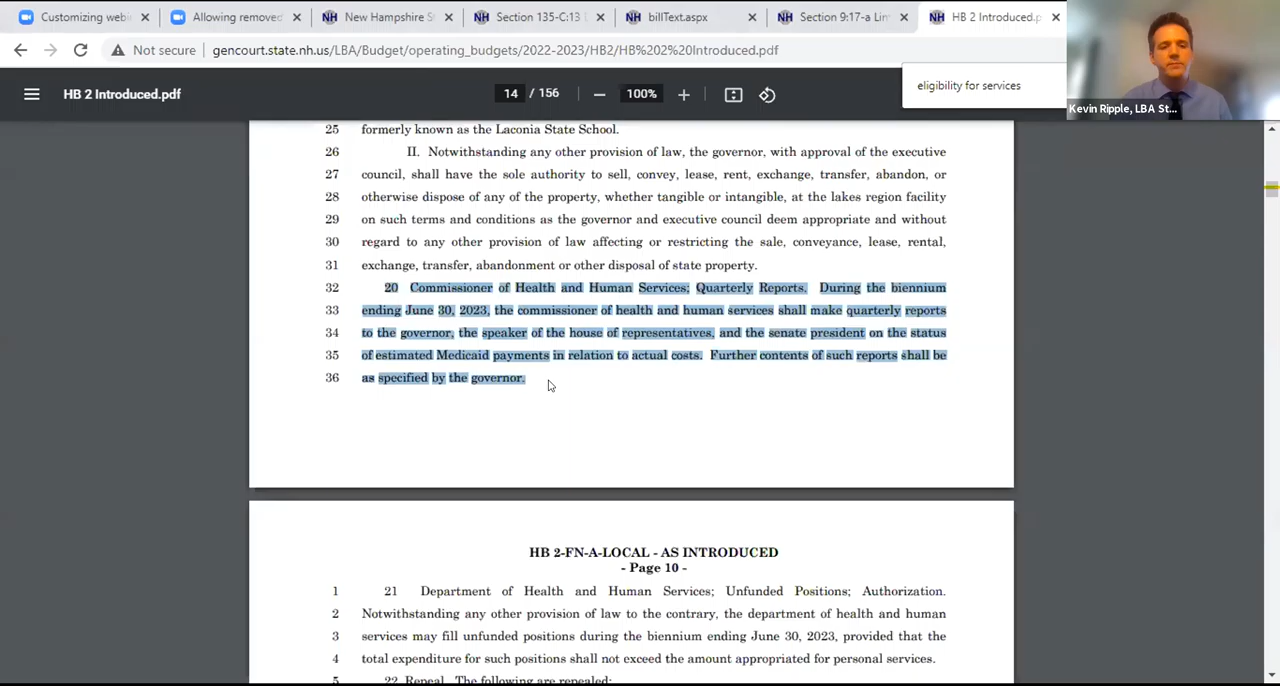 Customizing webi
Allowing removed
New Hampshire S
Section 135-C:13
billText.aspx
Section 9:17-a Lim
HB 2 Introduced.p
Not secure
gencourt.state.nh.us/LBA/Budget/operating_budgets/2022-2023/HB2/HB%202%20Introduced.pdf
eligibility for services
HB 2 Introduced.pdf
14 / 156
100%
Kevin Ripple, LBA St...
25 formerly known as the Laconia State School.
26 II. Notwithstanding any other provision of law, the governor, with approval of the executive
27 council, shall have the sole authority to sell, convey, lease, rent, exchange, transfer, abandon, or
28 otherwise dispose of any of the property, whether tangible or intangible, at the lakes region facility
29 on such terms and conditions as the governor and executive council deem appropriate and without
30 regard to any other provision of law affecting or restricting the sale, conveyance, lease, rental,
31 exchange, transfer, abandonment or other disposal of state property.
32 20 Commissioner of Health and Human Services; Quarterly Reports. During the biennium
33 ending June 30, 2023, the commissioner of health and human services shall make quarterly reports
34 to the governor, the speaker of the house of representatives, and the senate president on the status
35 of estimated Medicaid payments in relation to actual costs. Further contents of such reports shall be
36 as specified by the governor.
HB 2-FN-A-LOCAL - AS INTRODUCED
- Page 10 -
1 21 Department of Health and Human Services; Unfunded Positions; Authorization.
2 Notwithstanding any other provision of law to the contrary, the department of health and human
3 services may fill unfunded positions during the biennium ending June 30, 2023, provided that the
4 total expenditure for such positions shall not exceed the amount appropriated for personal services.
5 22 Repeal. The following are repealed: